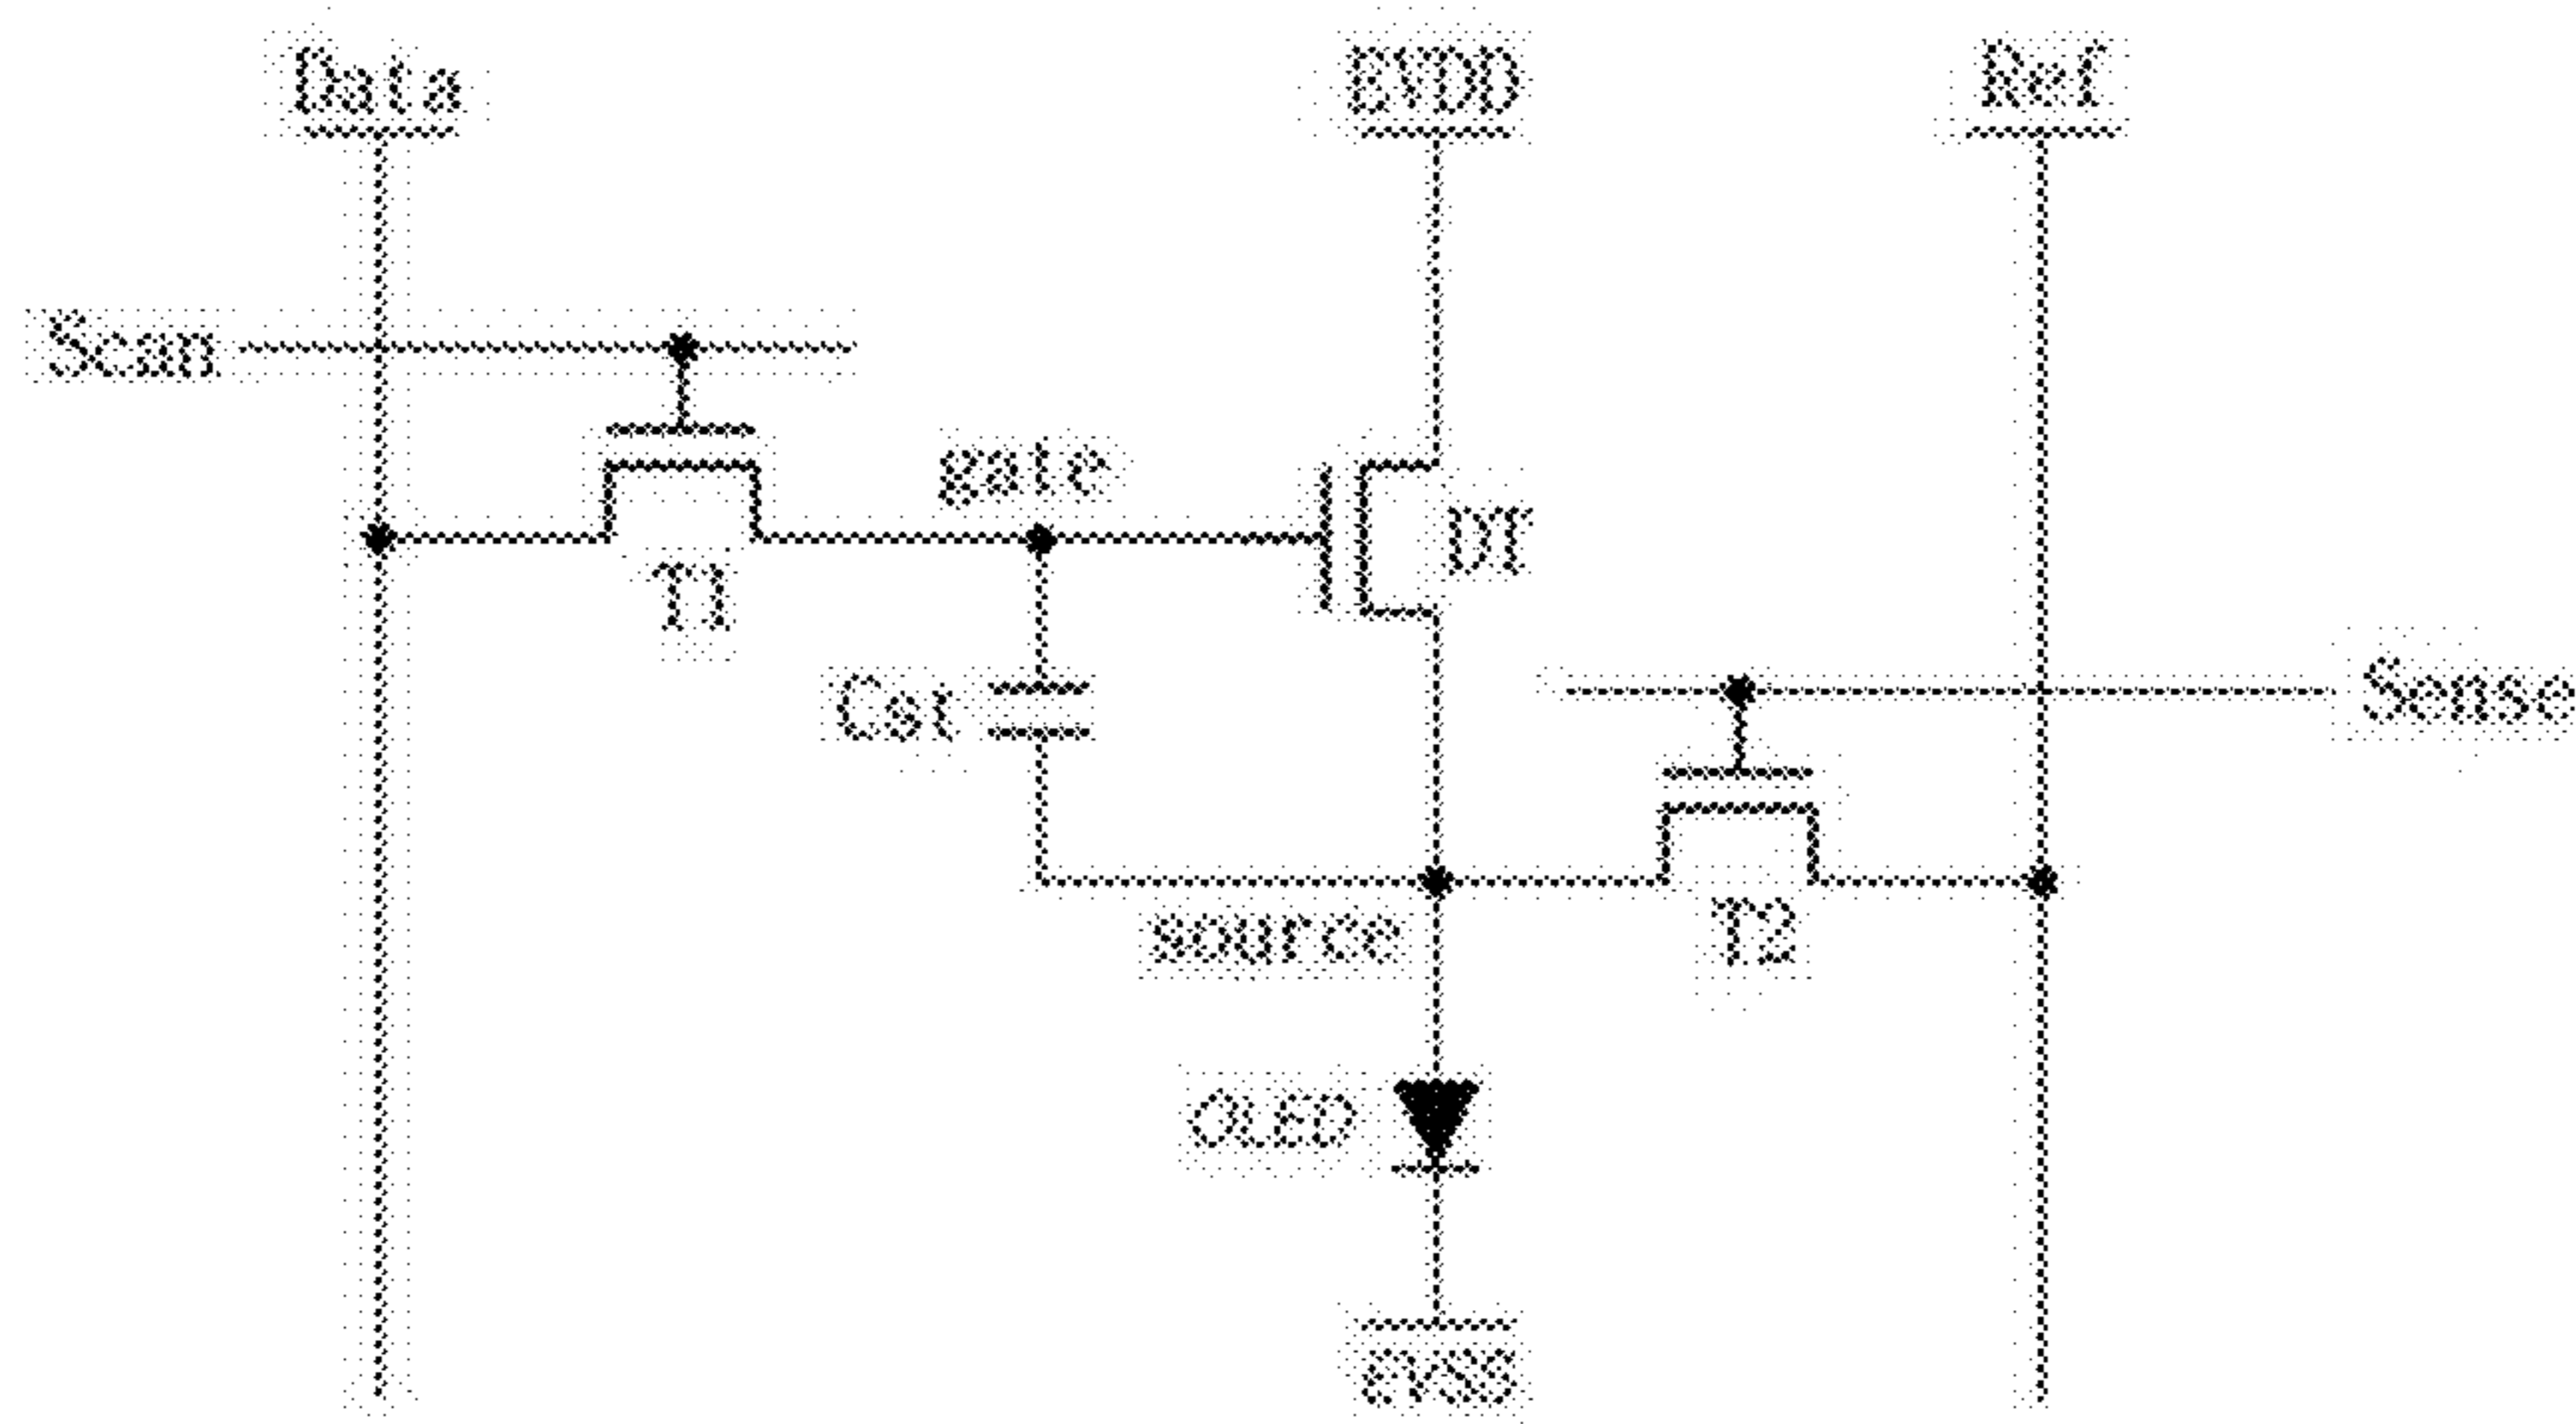 Data
EVDD
Ref
Scan
gate
DT
T1
Cst
Sense
source
T2
OLED
EVSS